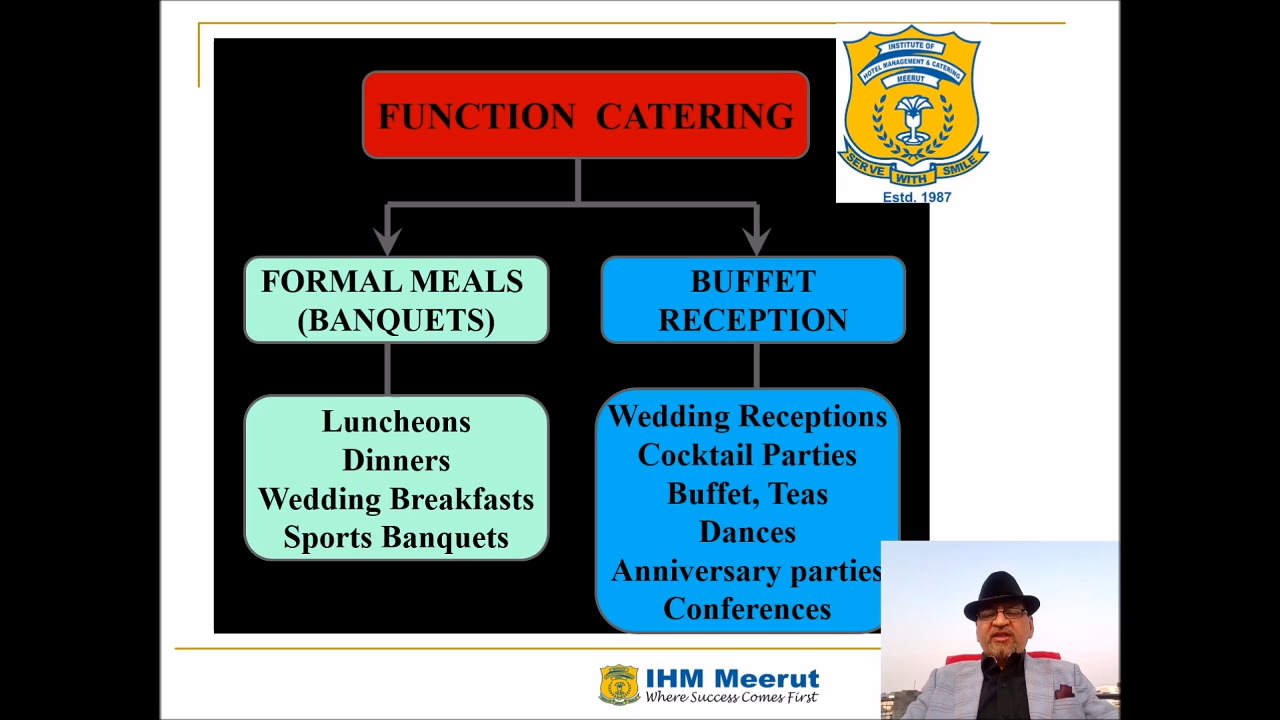 FUNCTION CATERING
INSTITUTE OF
HOTEL MANAGEMENT & CATERING
MEERUT
SERVE WITH SMILE
Estd. 1987
FORMAL MEALS
(BANQUETS)
BUFFET
RECEPTION
Luncheons
Dinners
Wedding Breakfasts
Sports Banquets
Wedding Receptions
Cocktail Parties
Buffet, Teas
Dances
Anniversary parties
Conferences
IHM Meerut
Where Success Comes First